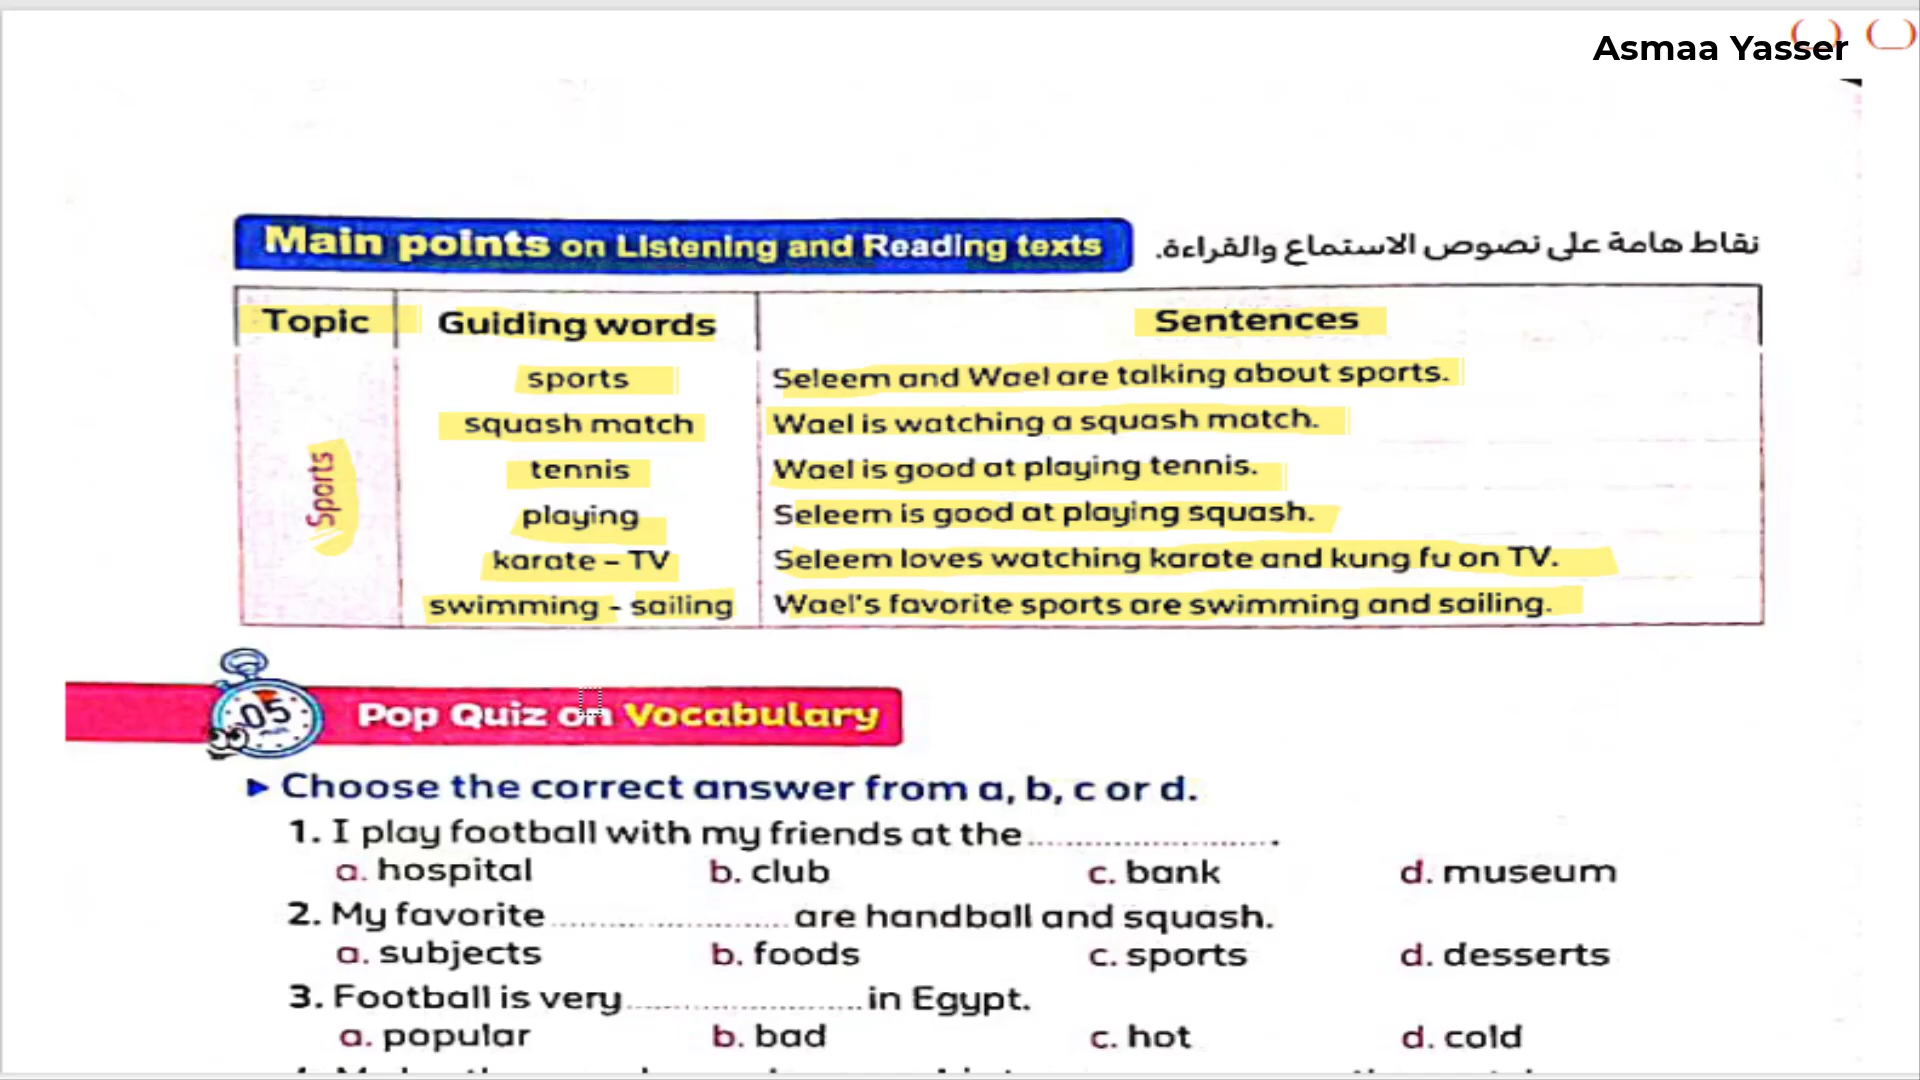 Asmaa Yasser
Main points on Listening and Reading texts
نقاط هامة على نصوص الاستماع والقراءة.
Topic Guiding words Sentences
Sports
sports Seleem and Wael are talking about sports.
squash match Wael is watching a squash match.
tennis Wael is good at playing tennis.
playing Seleem is good at playing squash.
karate – TV Seleem loves watching karate and kung fu on TV.
swimming - sailing Wael's favorite sports are swimming and sailing.
05
Pop Quiz on Vocabulary
Choose the correct answer from a, b, c or d.
1. I play football with my friends at the ........................ .
a. hospital b. club c. bank d. museum
2. My favorite ........................ are handball and squash.
a. subjects b. foods c. sports d. desserts
3. Football is very ........................ in Egypt.
a. popular b. bad c. hot d. cold